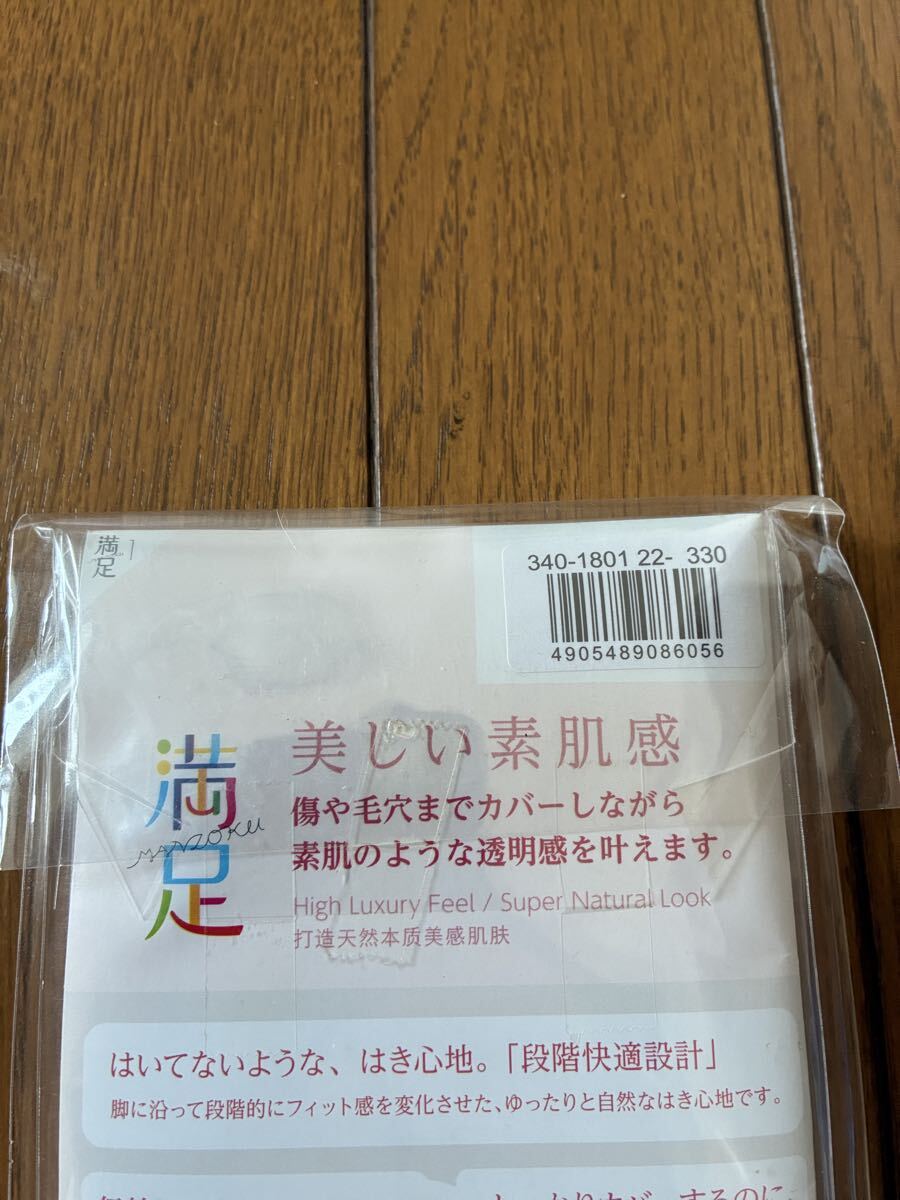 満足
340-1801 22- 330
4905489086056
満足
MANZOKU
美しい素肌感
傷や毛穴までカバーしながら
素肌のような透明感を叶えます。
High Luxury Feel / Super Natural Look
打造天然本质美感肌肤
はいてないような、はき心地。「段階快適設計」
脚に沿って段階的にフィット感を変化させた、ゆったりと自然なはき心地です。